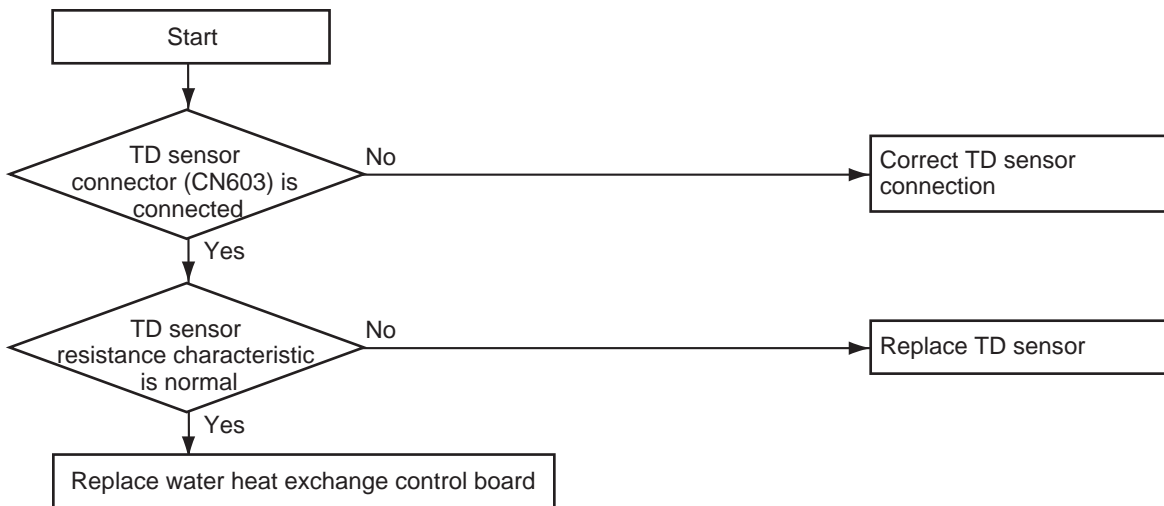 Start
TD sensor
connector (CN603) is
connected
No
Correct TD sensor
connection
Yes
TD sensor
resistance characteristic
is normal
No
Replace TD sensor
Yes
Replace water heat exchange control board